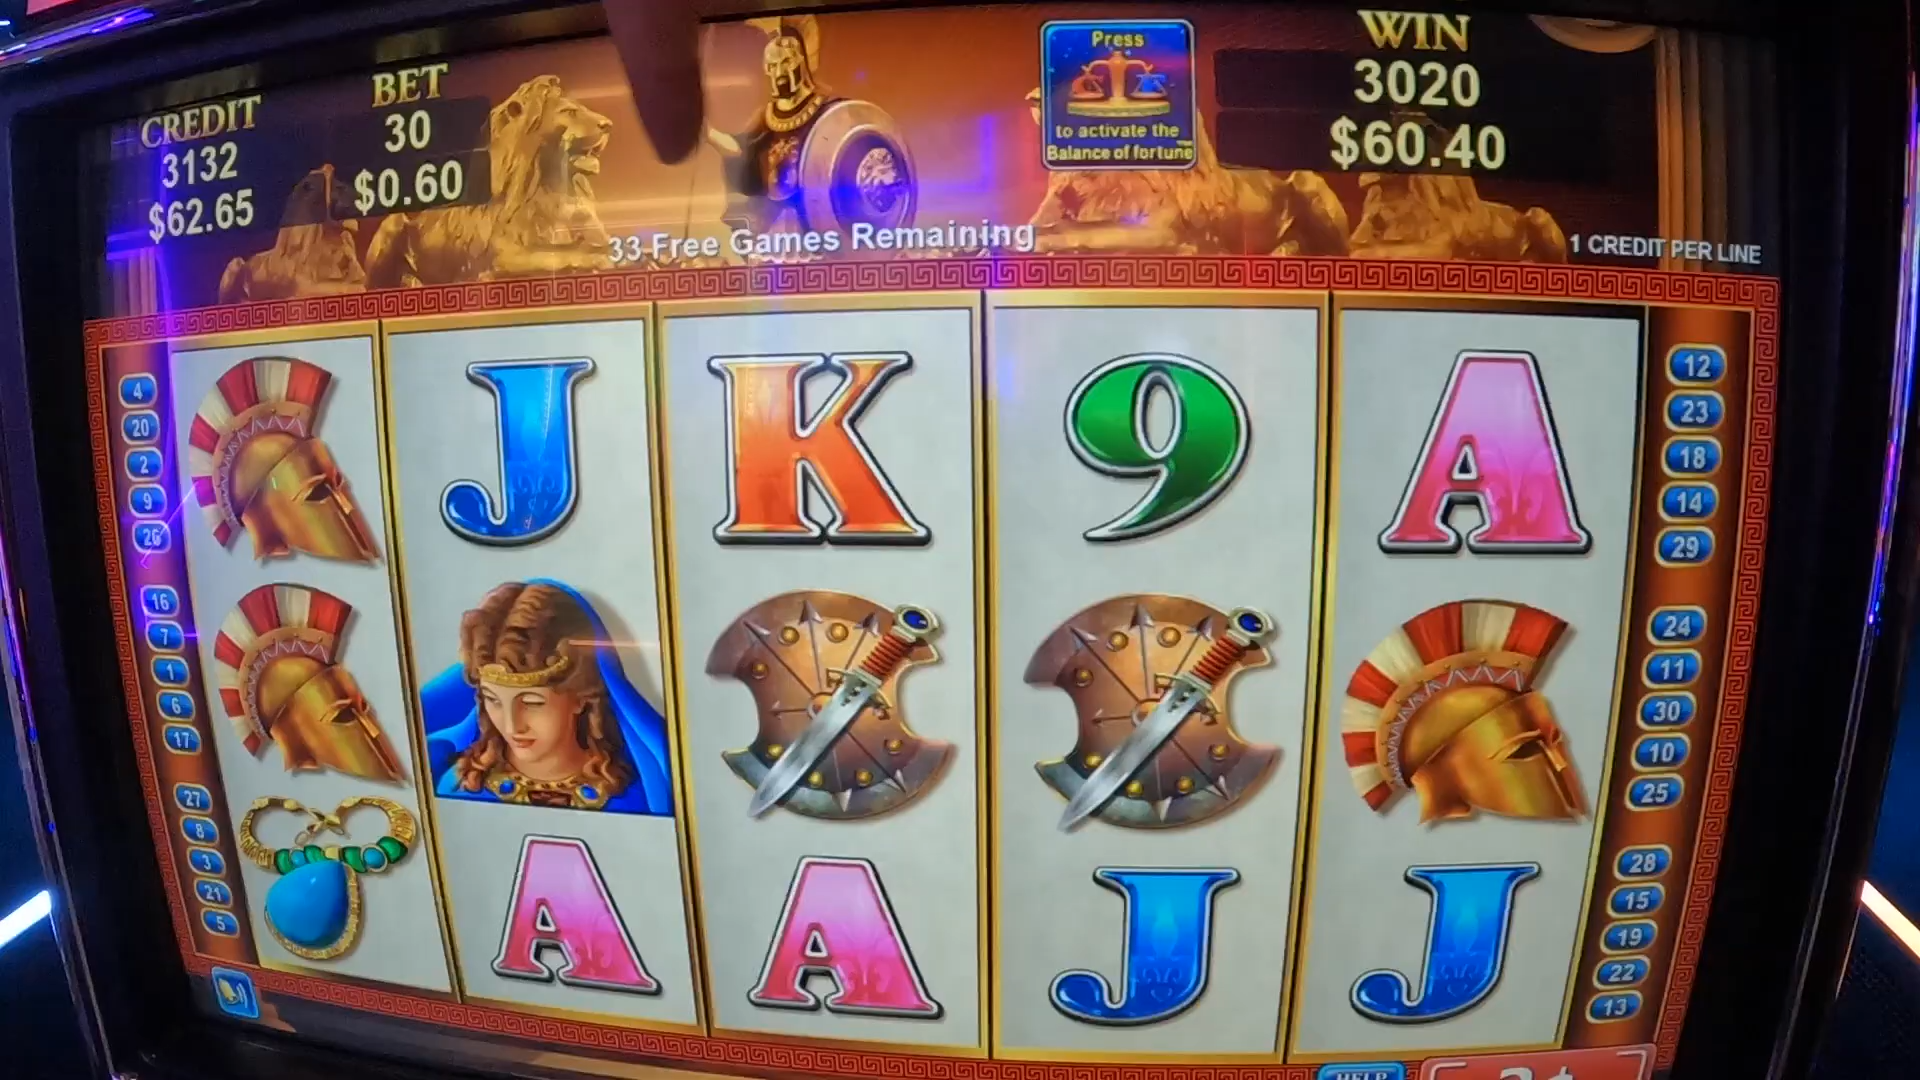 CREDIT
3132
$62.65
BET
30
$0.60
Press
to activate the
Balance of fortune™
WIN
3020
$60.40
33 Free Games Remaining
1 CREDIT PER LINE
4
20
2
9
26
16
7
1
6
17
27
8
3
21
5
J
K
9
A
A
A
J
J
12
23
18
14
29
24
11
30
10
25
28
15
19
22
13
HELP